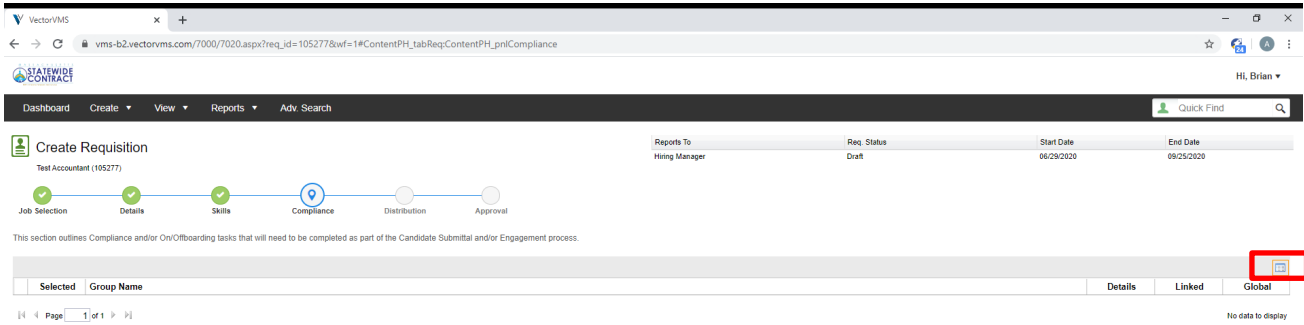 VectorVMS
vms-b2.vectorvms.com/7000/7020.aspx?req_id=105277&wf=1#ContentPH_tabReq:ContentPH_pnlCompliance
24
A
STATEWIDE
CONTRACT
Hi, Brian
Dashboard Create View Reports Adv. Search Quick Find
Create Requisition
Test Accountant (105277)
Reports To Req. Status Start Date End Date
Hiring Manager Draft 06/29/2020 09/25/2020
Job Selection Details Skills Compliance Distribution Approval
This section outlines Compliance and/or On/Offboarding tasks that will need to be completed as part of the Candidate Submittal and/or Engagement process.
Selected Group Name Details Linked Global
Page 1 of 1 No data to display